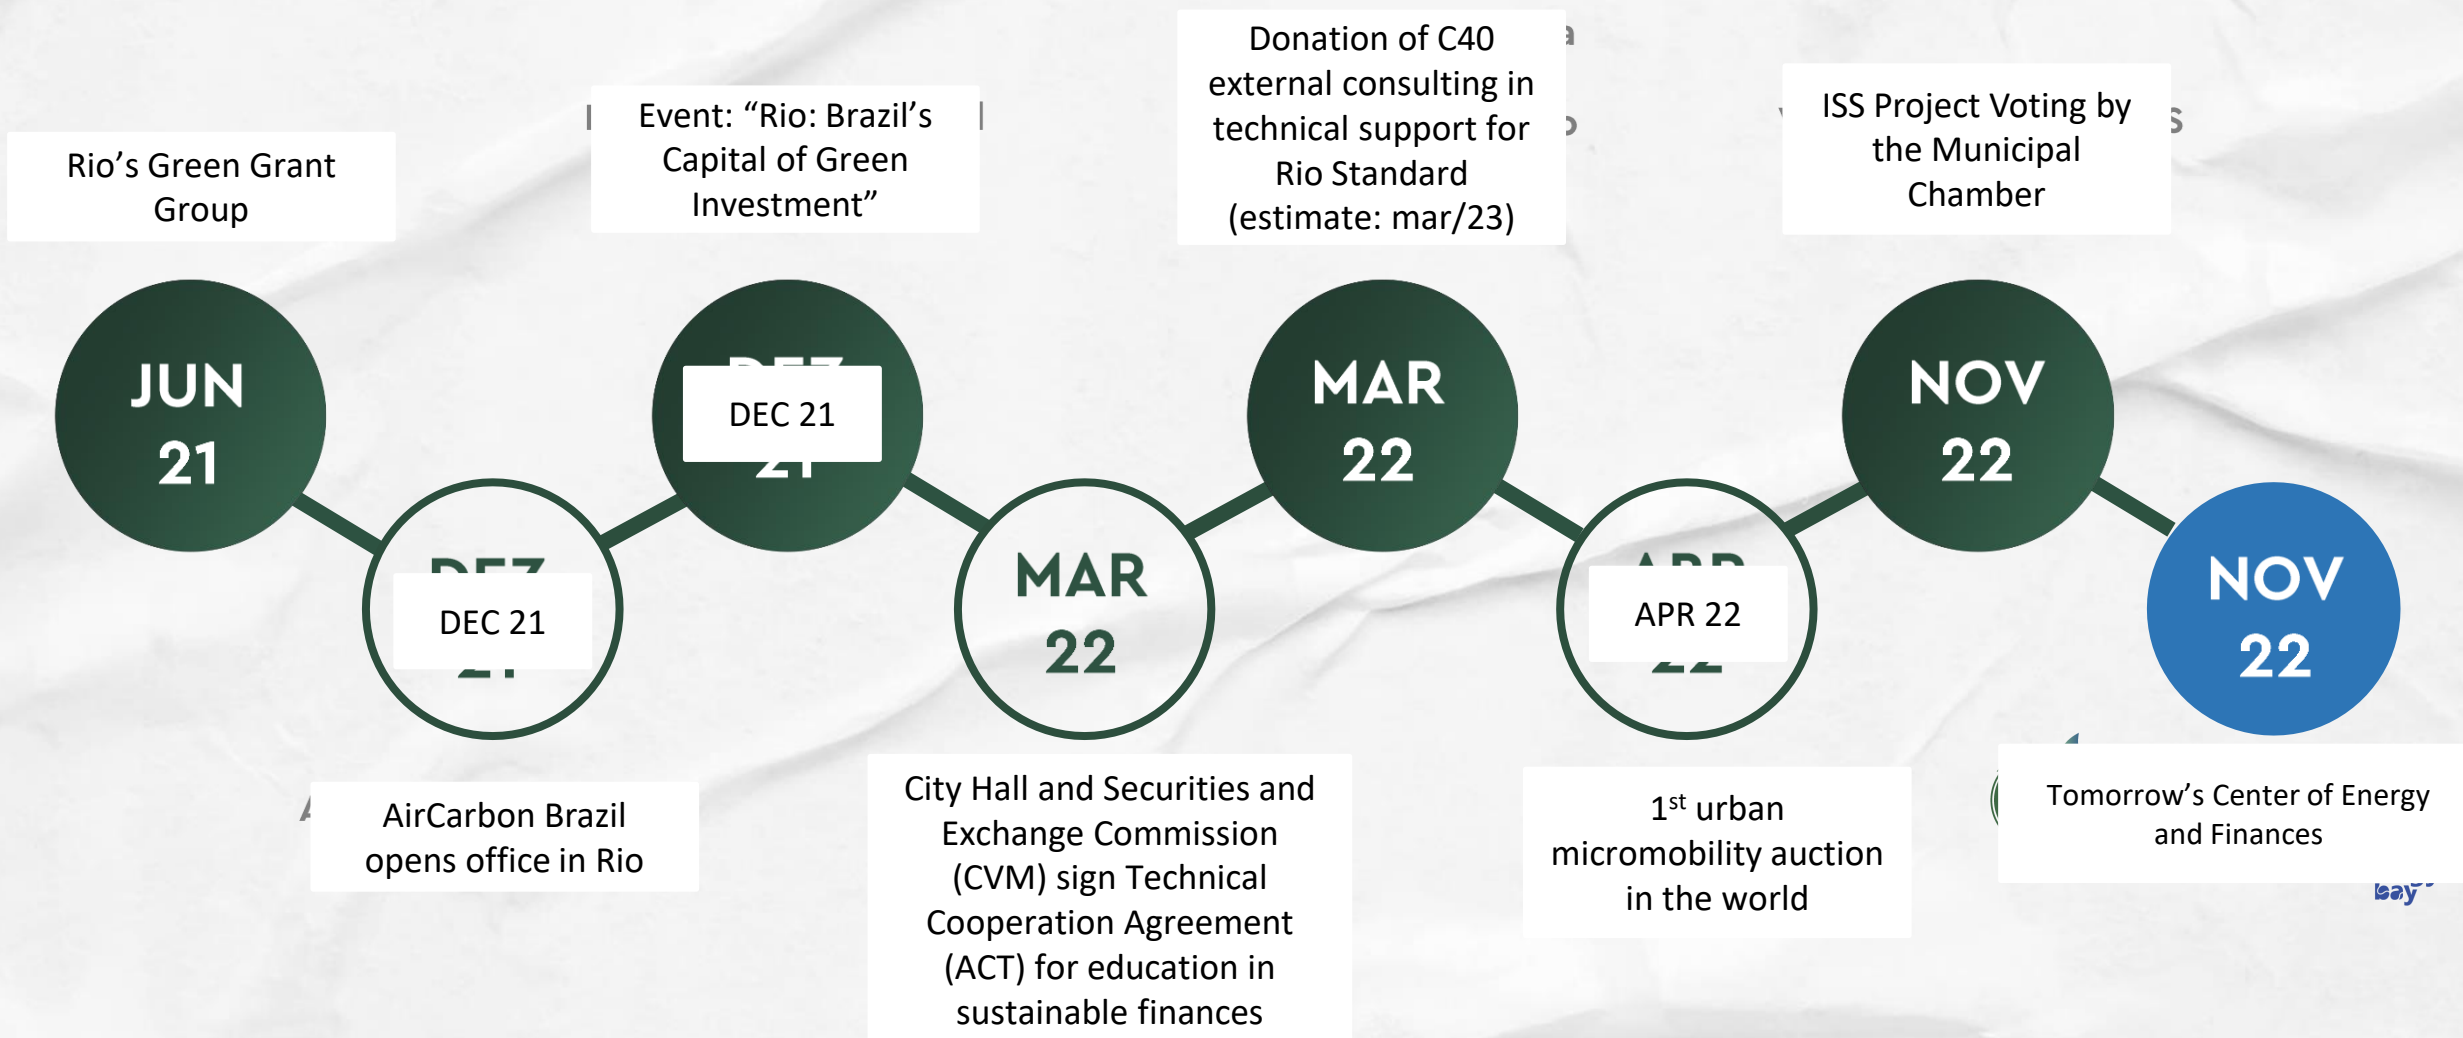 Rio’s Green Grant
Group
JUN
21
DEC 21
AirCarbon Brazil
opens office in Rio
Event: “Rio: Brazil’s
Capital of Green
Investment”
DEC 21
MAR
22
City Hall and Securities and
Exchange Commission
(CVM) sign Technical
Cooperation Agreement
(ACT) for education in
sustainable finances
Donation of C40
external consulting in
technical support for
Rio Standard
(estimate: mar/23)
MAR
22
APR 22
1st urban
micromobility auction
in the world
ISS Project Voting by
the Municipal
Chamber
NOV
22
NOV
22
Tomorrow’s Center of Energy
and Finances
bay